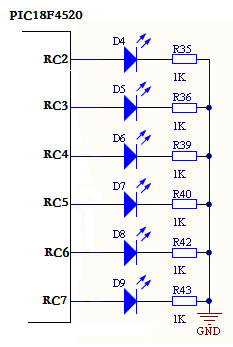 PIC18F4520
D4
RC2
R35
1K
D5
RC3
R36
1K
D6
RC4
R39
1K
D7
RC5
R40
1K
D8
RC6
R42
1K
D9
RC7
R43
1K
GND